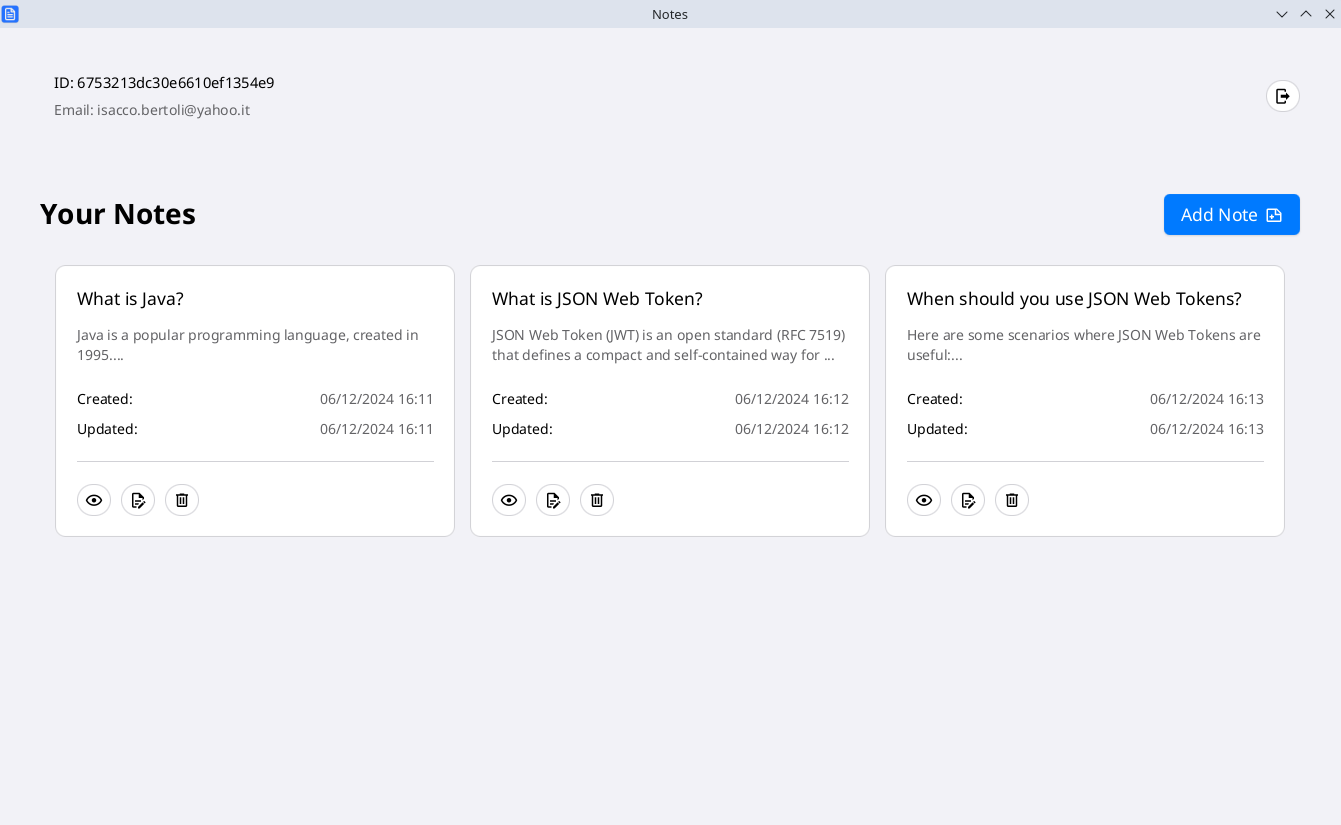 Notes
ID: 6753213dc30e6610ef1354e9
Email: isacco.bertoli@yahoo.it
Your Notes
Add Note
What is Java?
Java is a popular programming language, created in
1995....
Created: 06/12/2024 16:11
Updated: 06/12/2024 16:11
What is JSON Web Token?
JSON Web Token (JWT) is an open standard (RFC 7519)
that defines a compact and self-contained way for ...
Created: 06/12/2024 16:12
Updated: 06/12/2024 16:12
When should you use JSON Web Tokens?
Here are some scenarios where JSON Web Tokens are
useful:...
Created: 06/12/2024 16:13
Updated: 06/12/2024 16:13